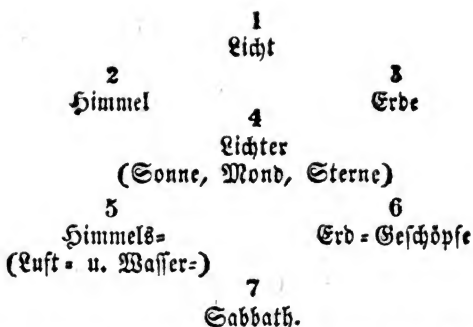 1
Licht
2 3
Himmel Erde
4
Lichter
(Sonne, Mond, Sterne)
5 6
Himmels= Erd=Geschöpfe
(Luft= u. Wasser=)
7
Sabbath.